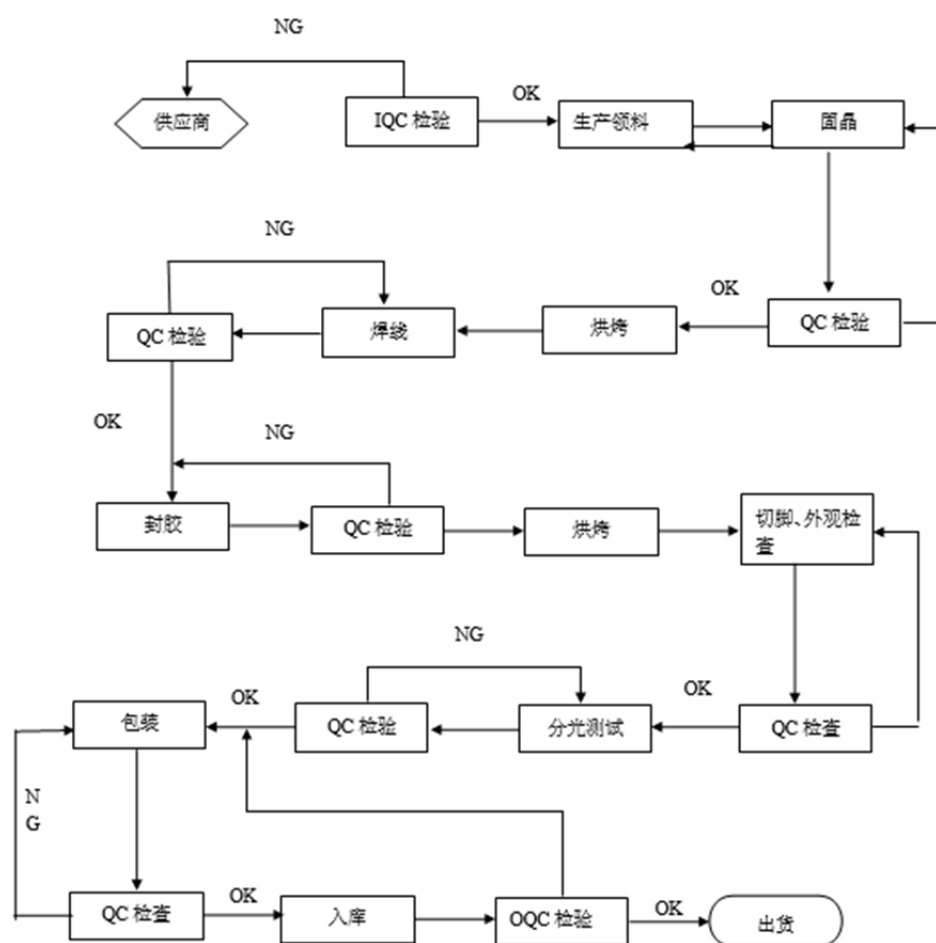 NG
供应商
IQC 检验
OK
生产领料
固晶
NG
QC 检验
焊线
烘烤
OK
QC 检验
OK
NG
封胶
QC 检验
烘烤
切脚、外观检
查
NG
包装
OK
QC 检验
分光测试
OK
QC 检查
N
G
QC 检查
OK
入库
OQC 检验
OK
出货